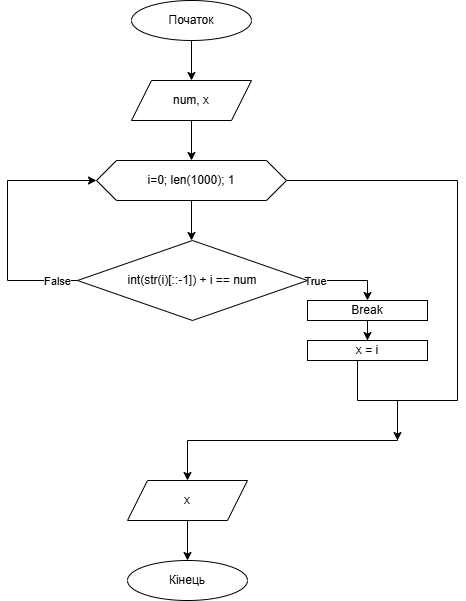 Початок
num, x
i=0; len(1000); 1
int(str(i)[::-1]) + i == num
False
True
Break
x = i
x
Кінець